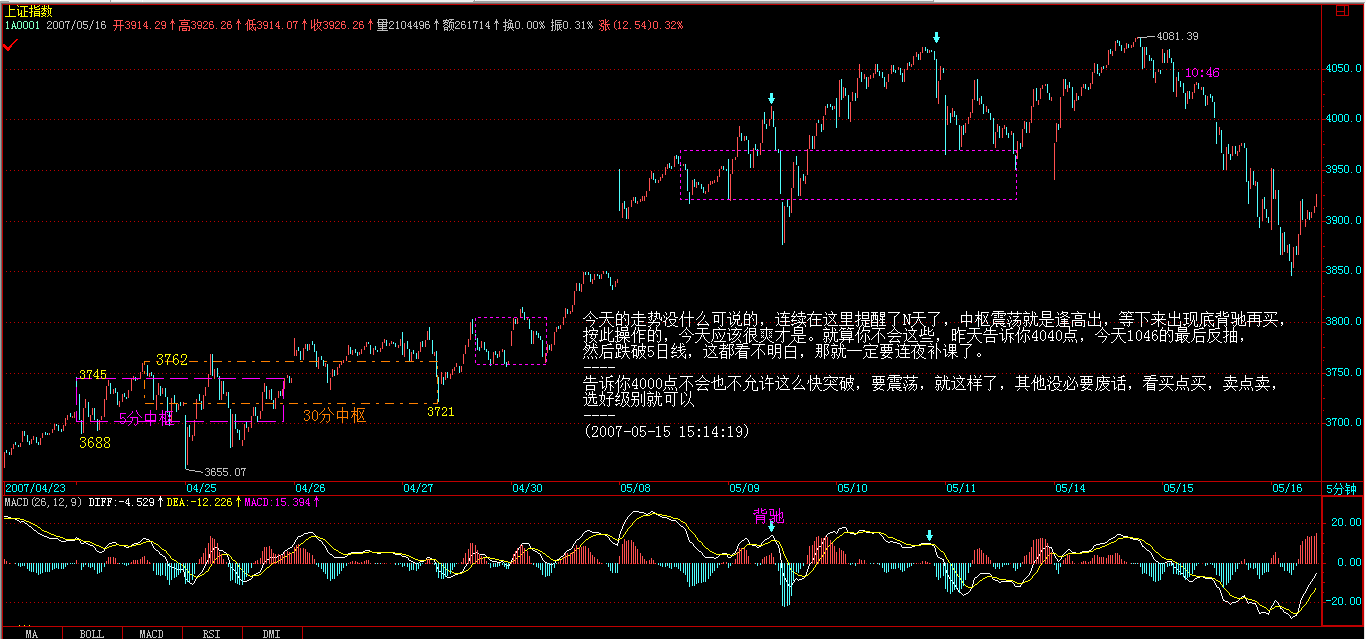 上证指数
1A0001 2007/05/16 开3914.29↑高3926.26↑低3914.07↑收3926.26↑量2104496↑额261714↑换0.00% 振0.31% 涨(12.54)0.32%
4081.39
10:46
4050.0
4000.0
3950.0
3900.0
3850.0
3800.0
3750.0
3700.0
今天的走势没什么可说的，连续在这里提醒了N天了，中枢震荡就是逢高出，等下来出现底背驰再买，
按此操作的，今天应该很爽才是。就算你不会这些，昨天告诉你4040点，今天1046的最后反抽，
然后跌破5日线，这都看不明白，那就一定要连夜补课了。
----
告诉你4000点不会也不允许这么快突破，要震荡，就这样了，其他没必要废话，看买点买，卖点卖，
选好级别就可以
----
(2007-05-15 15:14:19)
3762
3745
5分中枢
30分中枢
3721
3688
3655.07
2007/04/23 04/25 04/26 04/27 04/30 05/08 05/09 05/10 05/11 05/14 05/15 05/16 5分钟
MACD(26,12,9) DIFF:-4.529↑DEA:-12.226↑MACD:15.394↑
背驰
20.00
0.00
-20.00
MA BOLL MACD RSI DMI